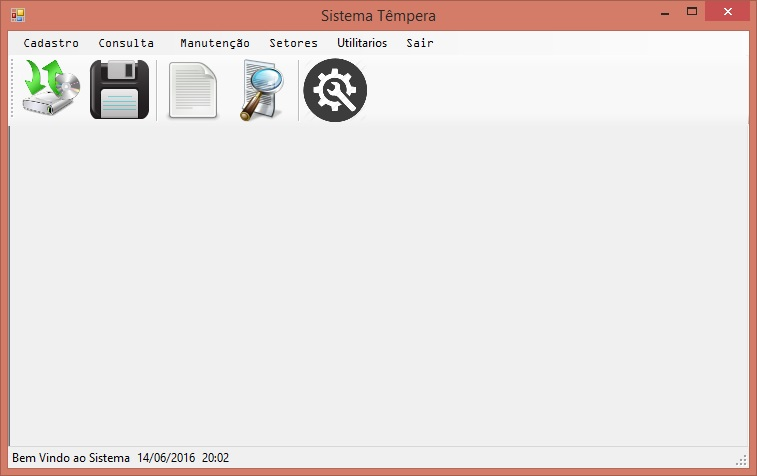 Sistema Têmpera
Cadastro Consulta Manutenção Setores Utilitarios Sair
Bem Vindo ao Sistema 14/06/2016 20:02